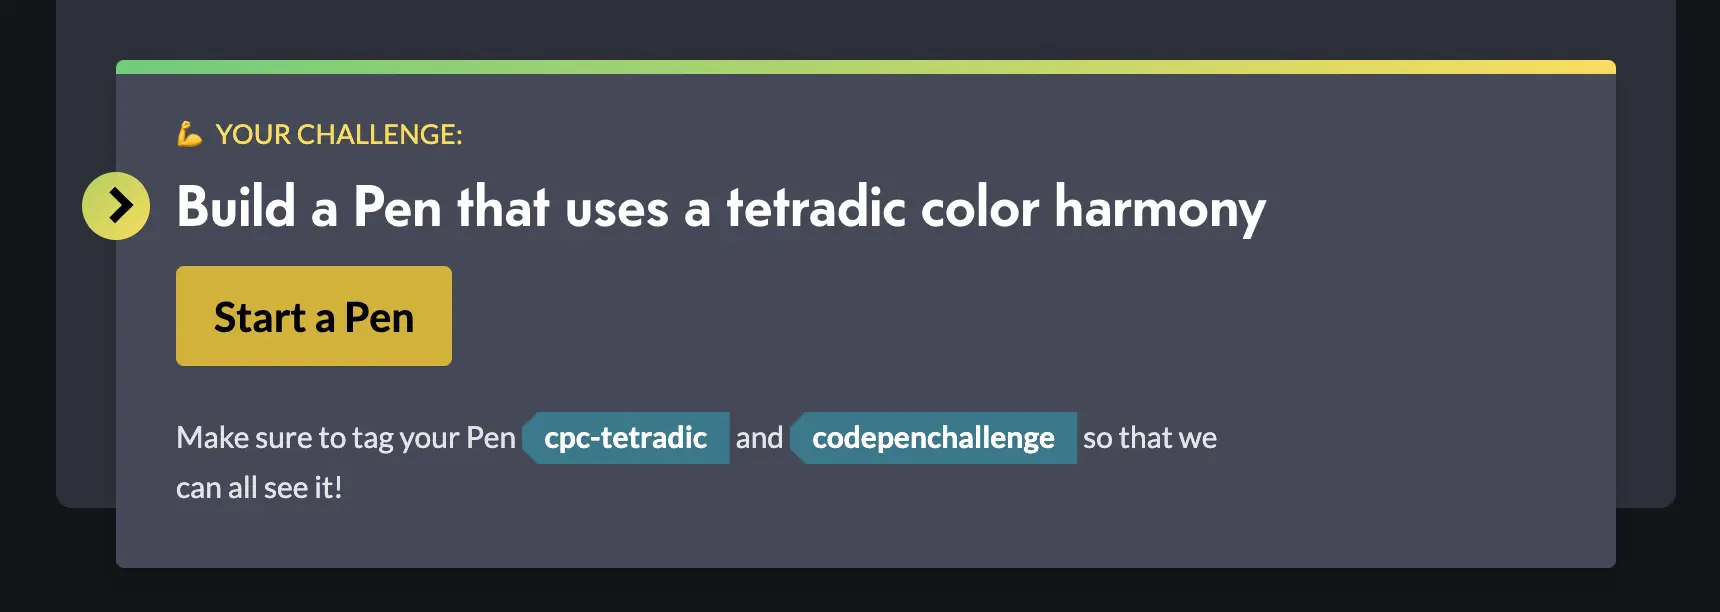 💪 YOUR CHALLENGE:
Build a Pen that uses a tetradic color harmony
Start a Pen
Make sure to tag your Pen cpc-tetradic and codepenchallenge so that we
can all see it!